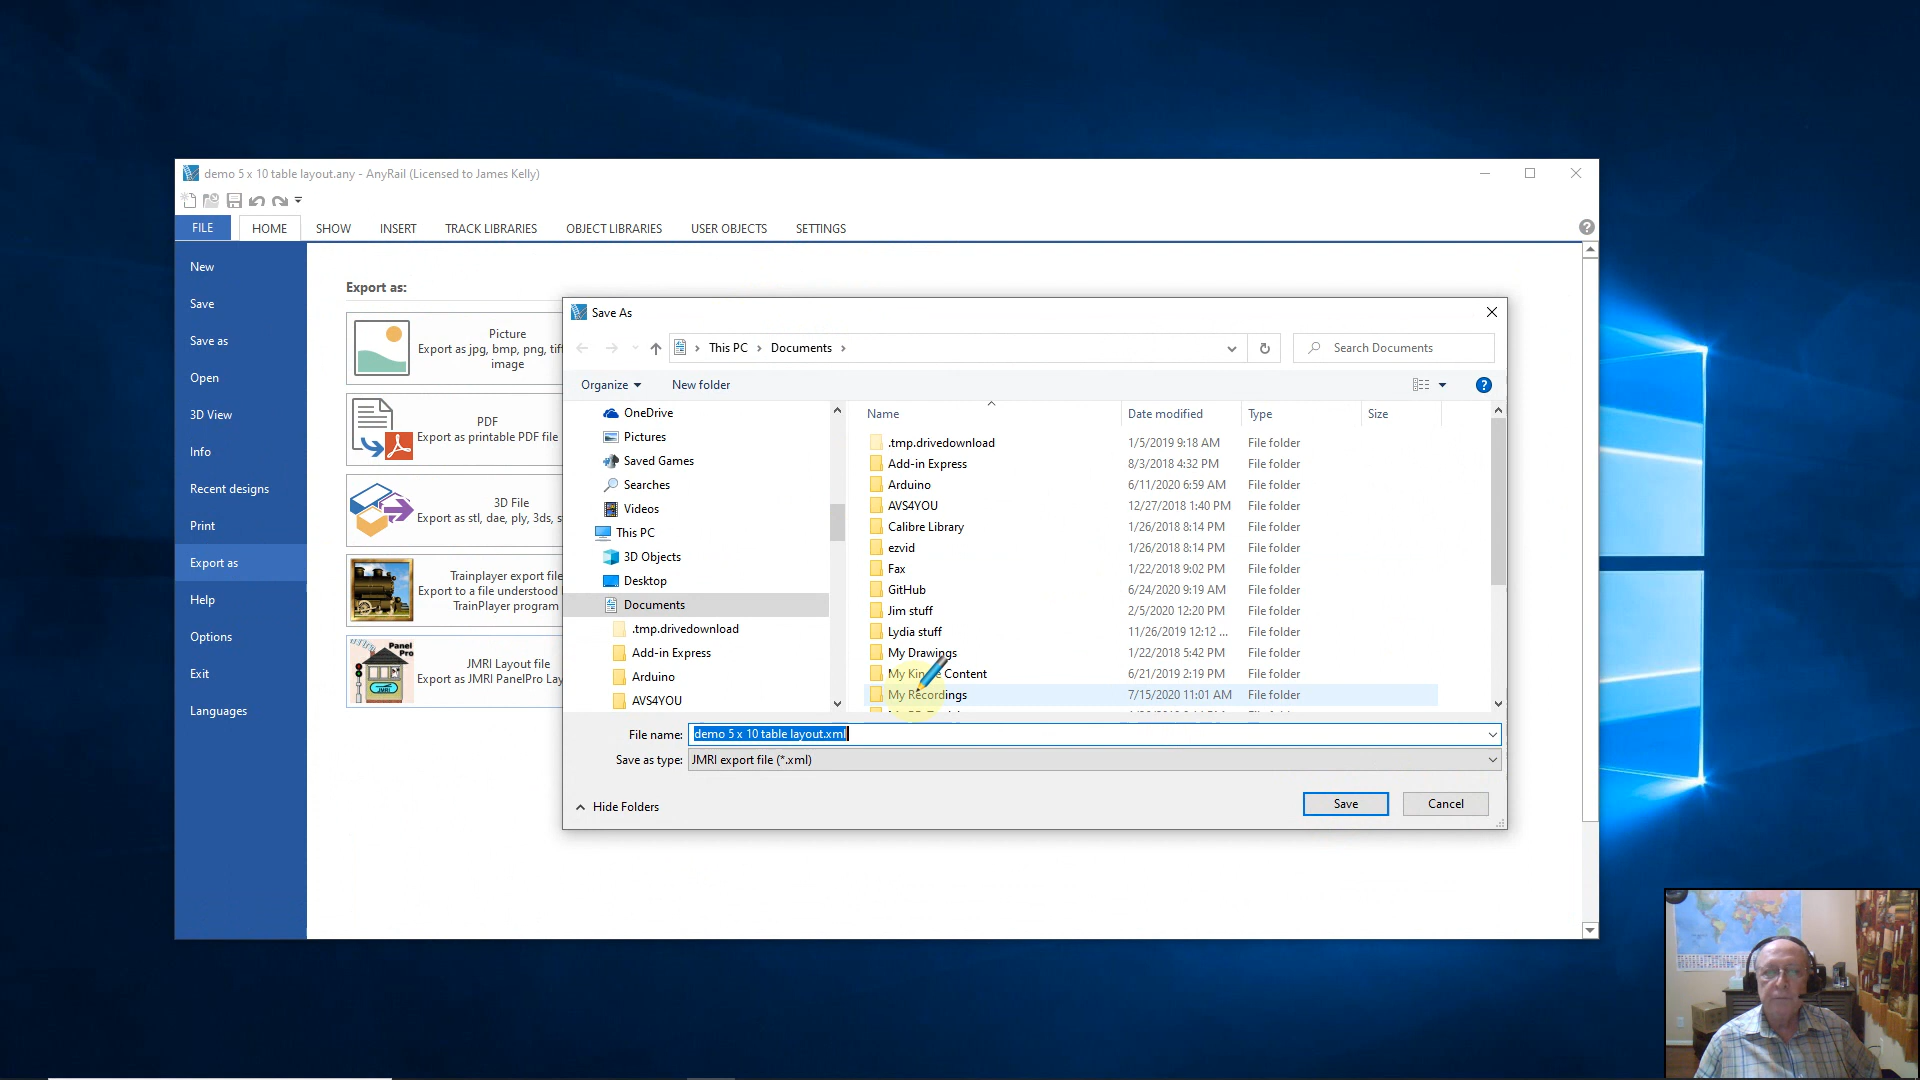 demo 5 x 10 table layout.any - AnyRail (Licensed to James Kelly)
FILE HOME SHOW INSERT TRACK LIBRARIES OBJECT LIBRARIES USER OBJECTS SETTINGS ?
New
Save
Save as
Open
3D View
Info
Recent designs
Print
Export as
Help
Options
Exit
Languages
Export as:
Picture
Export as jpg, bmp, png, tiff
image
PDF
Export as printable PDF file
3D File
Export as stl, dae, ply, 3ds,
Trainplayer export file
Export to a file understood
TrainPlayer program
Panel
Pro
JMRI
JMRI Layout file
Export as JMRI PanelPro
Save As
This PC > Documents >
Search Documents
Organize New folder ?
OneDrive
Pictures
Saved Games
Searches
Videos
This PC
3D Objects
Desktop
Documents
.tmp.drivedownload
Add-in Express
Arduino
AVS4YOU
Name Date modified Type Size
.tmp.drivedownload 1/5/2019 9:18 AM File folder
Add-in Express 8/3/2018 4:32 PM File folder
Arduino 6/11/2020 6:59 AM File folder
AVS4YOU 12/27/2018 1:40 PM File folder
Calibre Library 1/26/2018 8:14 PM File folder
ezvid 1/26/2018 8:14 PM File folder
Fax 1/22/2018 9:02 PM File folder
GitHub 6/24/2020 9:19 AM File folder
Jim stuff 2/5/2020 12:20 PM File folder
Lydia stuff 11/26/2019 12:12 ... File folder
My Drawings 1/22/2018 5:42 PM File folder
My Content 6/21/2019 2:19 PM File folder
My Recordings 7/15/2020 11:01 AM File folder
File name: demo 5 x 10 table layout.xml
Save as type: JMRI export file (*.xml)
Hide Folders Save Cancel